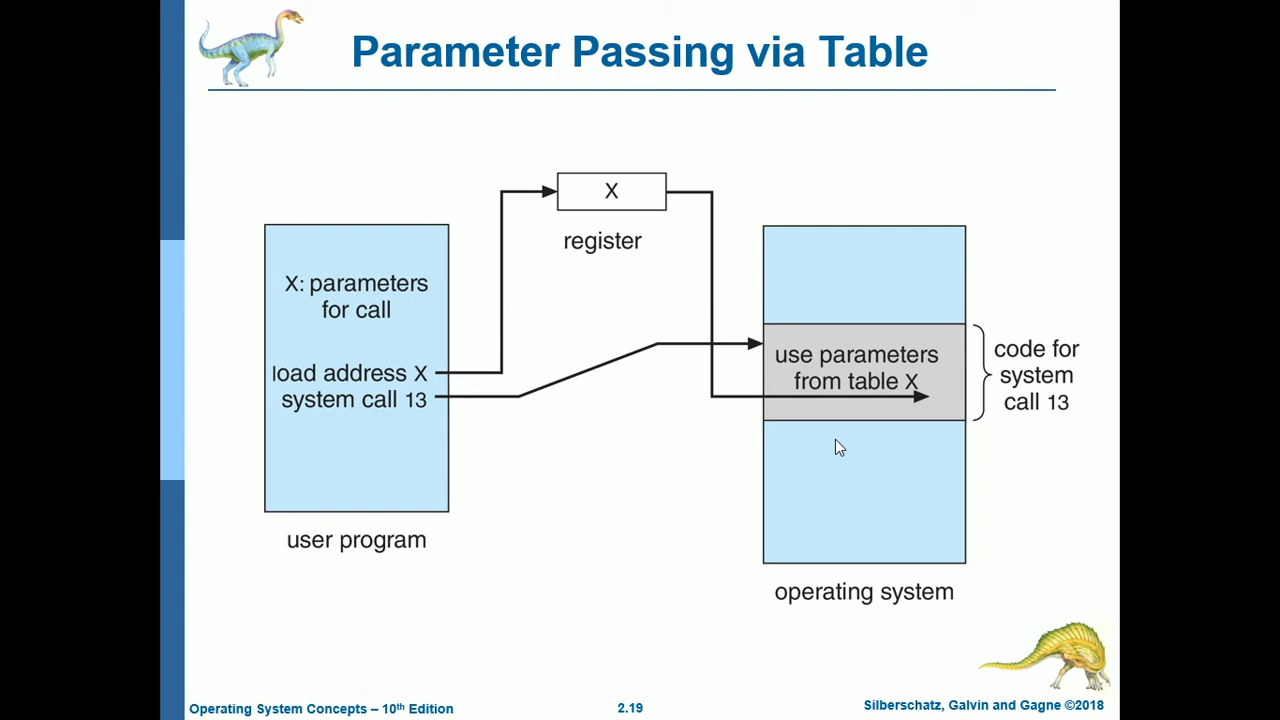 Parameter Passing via Table
X
register
X: parameters
for call
load address X
system call 13
user program
use parameters
from table X
code for
system
call 13
operating system
Operating System Concepts – 10th Edition
2.19
Silberschatz, Galvin and Gagne ©2018